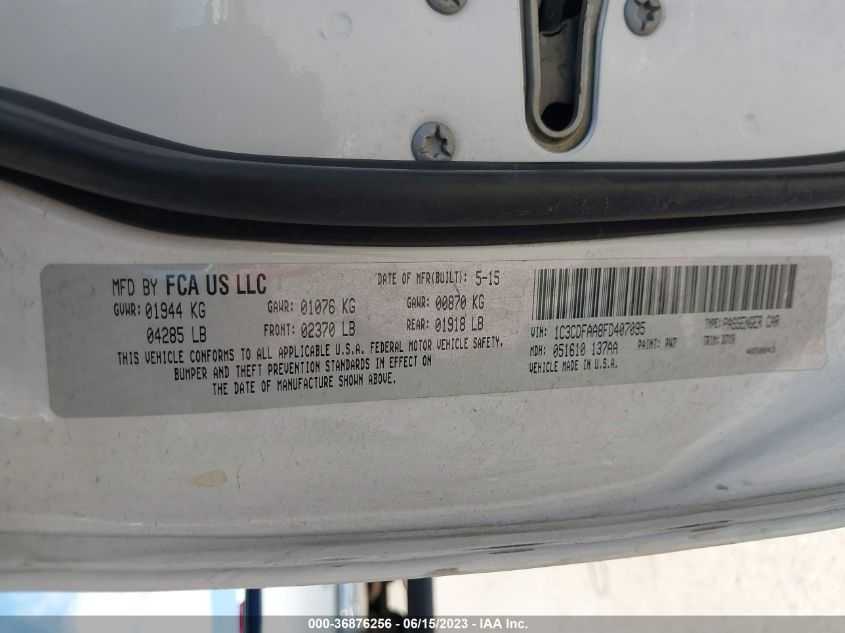 MFD BY FCA US LLC
DATE OF MFR(BUILT): 5-15
GVWR: 01944 KG
GAWR: 01076 KG
GAWR: 00870 KG
04285 LB
FRONT: 02370 LB
REAR: 01918 LB
THIS VEHICLE CONFORMS TO ALL APPLICABLE U.S.A. FEDERAL MOTOR VEHICLE SAFETY,
BUMPER AND THEFT PREVENTION STANDARDS IN EFFECT ON
THE DATE OF MANUFACTURE SHOWN ABOVE.
VIN: 1C3CDFAA8FD407095
TYPE: PASSENGER CAR
MDH: 051610 137AA
PAINT: PW7
TRIM:
VEHICLE MADE IN U.S.A.
000-36876256 - 06/15/2023 - IAA Inc.